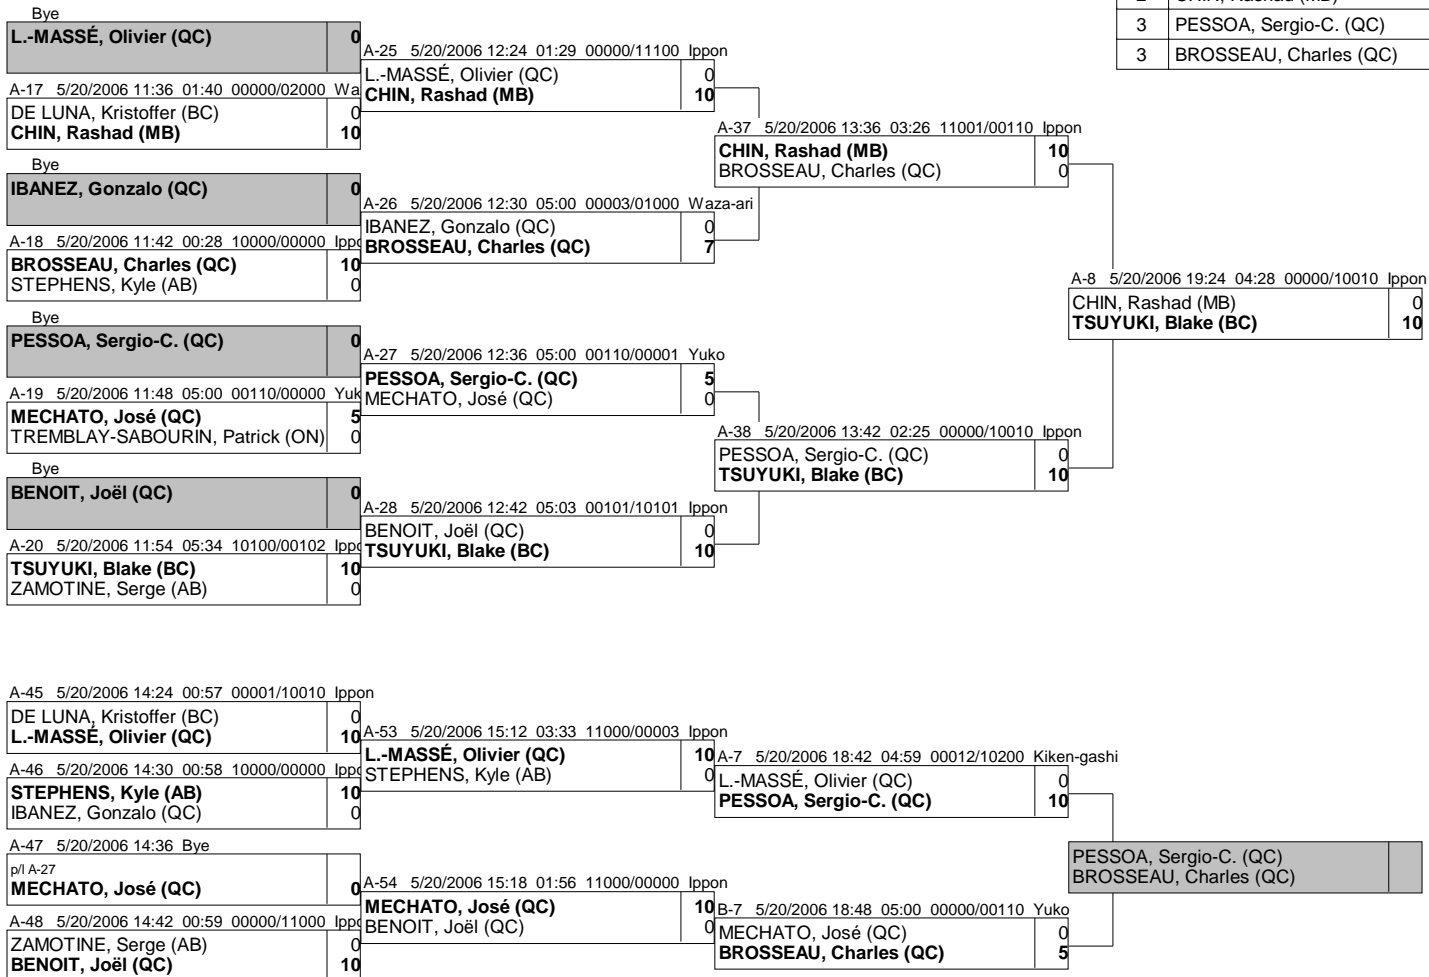 2 CHIN, Rashad (MB)
3 PESSOA, Sergio-C. (QC)
3 BROSSEAU, Charles (QC)
Bye
L.-MASSÉ, Olivier (QC) 0
A-17 5/20/2006 11:36 01:40 00000/02000 Wa
DE LUNA, Kristoffer (BC) 0
CHIN, Rashad (MB) 10
Bye
IBANEZ, Gonzalo (QC) 0
A-18 5/20/2006 11:42 00:28 10000/00000 Ippo
BROSSEAU, Charles (QC) 10
STEPHENS, Kyle (AB) 0
Bye
PESSOA, Sergio-C. (QC) 0
A-19 5/20/2006 11:48 05:00 00110/00000 Yuk
MECHATO, José (QC) 5
TREMBLAY-SABOURIN, Patrick (ON) 0
Bye
BENOIT, Joël (QC) 0
A-20 5/20/2006 11:54 05:34 10100/00102 Ippo
TSUYUKI, Blake (BC) 10
ZAMOTINE, Serge (AB) 0
A-25 5/20/2006 12:24 01:29 00000/11100 Ippon
L.-MASSÉ, Olivier (QC) 0
CHIN, Rashad (MB) 10
A-26 5/20/2006 12:30 05:00 00003/01000 Waza-ari
IBANEZ, Gonzalo (QC) 0
BROSSEAU, Charles (QC) 7
A-27 5/20/2006 12:36 05:00 00110/00001 Yuko
PESSOA, Sergio-C. (QC) 5
MECHATO, José (QC) 0
A-28 5/20/2006 12:42 05:03 00101/10101 Ippon
BENOIT, Joël (QC) 0
TSUYUKI, Blake (BC) 10
A-37 5/20/2006 13:36 03:26 11001/00110 Ippon
CHIN, Rashad (MB) 10
BROSSEAU, Charles (QC) 0
A-38 5/20/2006 13:42 02:25 00000/10010 Ippon
PESSOA, Sergio-C. (QC) 0
TSUYUKI, Blake (BC) 10
A-8 5/20/2006 19:24 04:28 00000/10010 Ippon
CHIN, Rashad (MB) 0
TSUYUKI, Blake (BC) 10
A-45 5/20/2006 14:24 00:57 00001/10010 Ippon
DE LUNA, Kristoffer (BC) 0
L.-MASSÉ, Olivier (QC) 10
A-46 5/20/2006 14:30 00:58 10000/00000 Ippo
STEPHENS, Kyle (AB) 10
IBANEZ, Gonzalo (QC) 0
A-47 5/20/2006 14:36 Bye
p/l A-27
MECHATO, José (QC) 0
A-48 5/20/2006 14:42 00:59 00000/11000 Ippo
ZAMOTINE, Serge (AB) 0
BENOIT, Joël (QC) 10
A-53 5/20/2006 15:12 03:33 11000/00003 Ippon
L.-MASSÉ, Olivier (QC) 10
STEPHENS, Kyle (AB) 0
A-54 5/20/2006 15:18 01:56 11000/00000 Ippon
MECHATO, José (QC) 10
BENOIT, Joël (QC) 0
A-7 5/20/2006 18:42 04:59 00012/10200 Kiken-gashi
L.-MASSÉ, Olivier (QC) 0
PESSOA, Sergio-C. (QC) 10
B-7 5/20/2006 18:48 05:00 00000/00110 Yuko
MECHATO, José (QC) 0
BROSSEAU, Charles (QC) 5
PESSOA, Sergio-C. (QC)
BROSSEAU, Charles (QC)